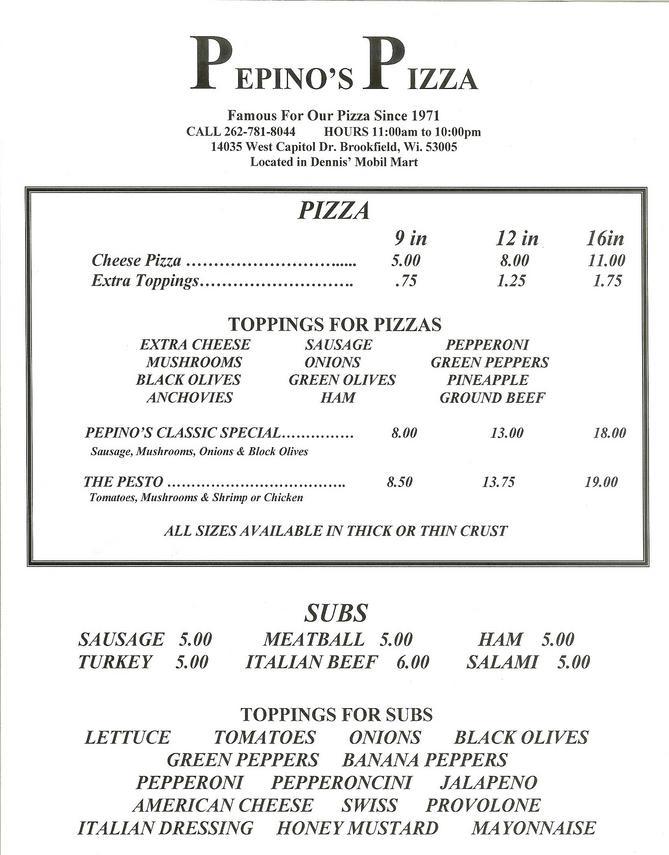 PEPINO'S PIZZA
Famous For Our Pizza Since 1971
CALL 262-781-8044 HOURS 11:00am to 10:00pm
14035 West Capitol Dr. Brookfield, Wi. 53005
Located in Dennis' Mobil Mart
PIZZA
9 in 12 in 16in
Cheese Pizza ………………………...... 5.00 8.00 11.00
Extra Toppings………………………. .75 1.25 1.75
TOPPINGS FOR PIZZAS
EXTRA CHEESE SAUSAGE PEPPERONI
MUSHROOMS ONIONS GREEN PEPPERS
BLACK OLIVES GREEN OLIVES PINEAPPLE
ANCHOVIES HAM GROUND BEEF
PEPINO'S CLASSIC SPECIAL…………… 8.00 13.00 18.00
Sausage, Mushrooms, Onions & Block Olives
THE PESTO ………………………………. 8.50 13.75 19.00
Tomatoes, Mushrooms & Shrimp or Chicken
ALL SIZES AVAILABLE IN THICK OR THIN CRUST
SUBS
SAUSAGE 5.00 MEATBALL 5.00 HAM 5.00
TURKEY 5.00 ITALIAN BEEF 6.00 SALAMI 5.00
TOPPINGS FOR SUBS
LETTUCE TOMATOES ONIONS BLACK OLIVES
GREEN PEPPERS BANANA PEPPERS
PEPPERONI PEPPERONCINI JALAPENO
AMERICAN CHEESE SWISS PROVOLONE
ITALIAN DRESSING HONEY MUSTARD MAYONNAISE